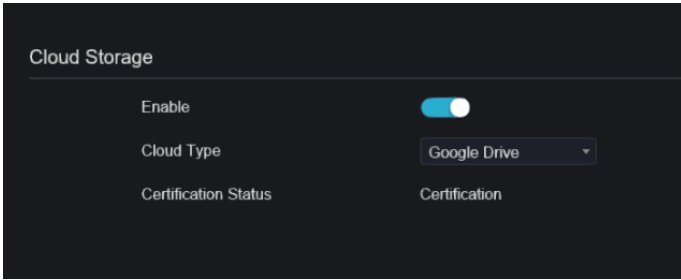 Cloud Storage
Enable
Cloud Type Google Drive
Certification Status Certification